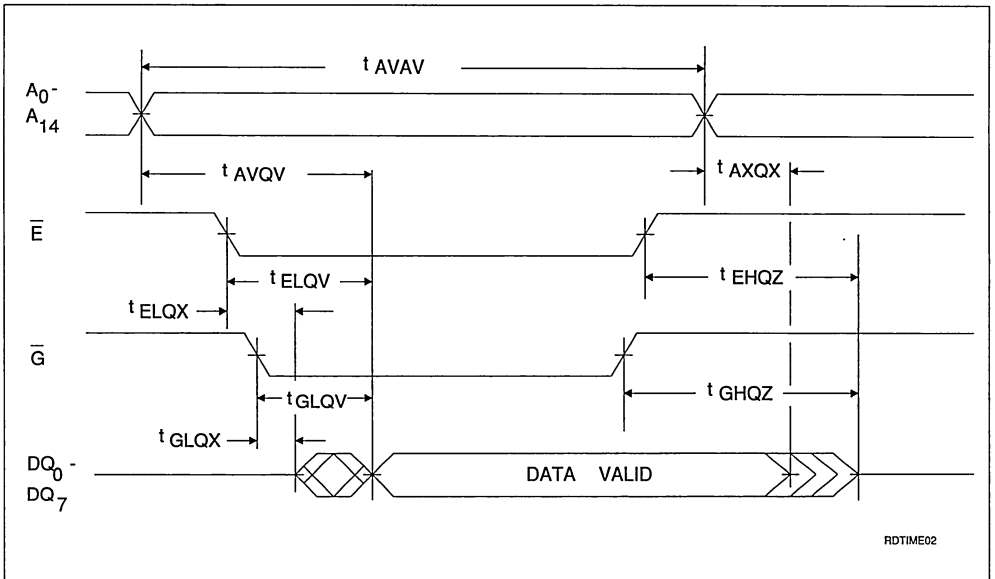 t AVAV
A0-
A14
t AVQV
t AXQX
E
t ELQV
t EHQZ
t ELQX
G
t GLQV
t GHQZ
t GLQX
DQ0 -
DQ7
DATA VALID
RDTIME02